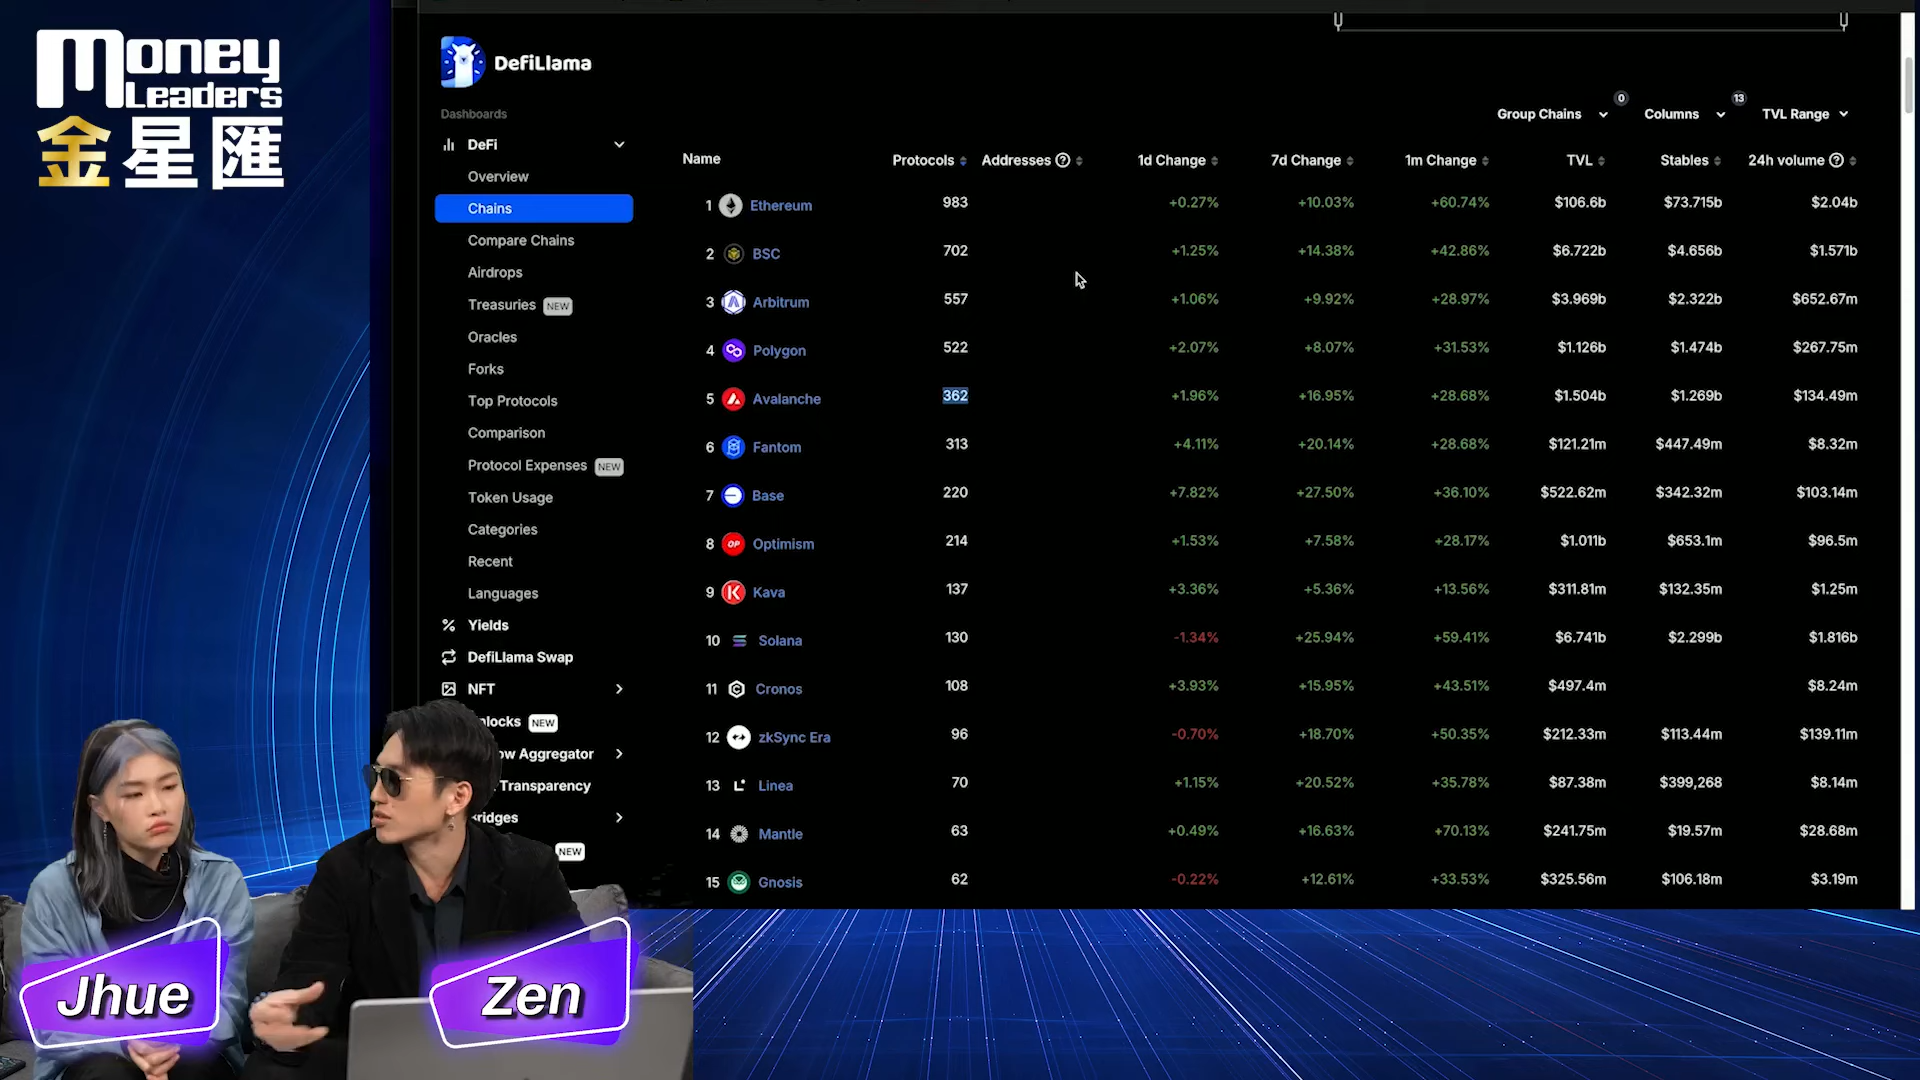 Money
Leaders
金星匯
DefiLlama
Dashboards
DeFi
Overview
Chains
Compare Chains
Airdrops
Treasuries NEW
Oracles
Forks
Top Protocols
Comparison
Protocol Expenses NEW
Token Usage
Categories
Recent
Languages
Yields
DefiLlama Swap
NFT
NEW
Aggregator
Transparency
NEW
Group Chains 0 Columns 13 TVL Range
Name Protocols Addresses ? 1d Change 7d Change 1m Change TVL Stables 24h volume ?
1 Ethereum 983 +0.27% +10.03% +60.74% $106.6b $73.715b $2.04b
2 BSC 702 +1.25% +14.38% +42.86% $6.722b $4.656b $1.571b
3 Arbitrum 557 +1.06% +9.92% +28.97% $3.969b $2.322b $652.67m
4 Polygon 522 +2.07% +8.07% +31.53% $1.126b $1.474b $267.75m
5 Avalanche 362 +1.96% +16.95% +28.68% $1.504b $1.269b $134.49m
6 Fantom 313 +4.11% +20.14% +28.68% $121.21m $447.49m $8.32m
7 Base 220 +7.82% +27.50% +36.10% $522.62m $342.32m $103.14m
8 OP Optimism 214 +1.53% +7.58% +28.17% $1.011b $653.1m $96.5m
9 Kava 137 +3.36% +5.36% +13.56% $311.81m $132.35m $1.25m
10 Solana 130 -1.34% +25.94% +59.41% $6.741b $2.299b $1.816b
11 Cronos 108 +3.93% +15.95% +43.51% $497.4m $8.24m
12 zkSync Era 96 -0.70% +18.70% +50.35% $212.33m $113.44m $139.11m
13 Linea 70 +1.15% +20.52% +35.78% $87.38m $399,268 $8.14m
14 Mantle 63 +0.49% +16.63% +70.13% $241.75m $19.57m $28.68m
15 Gnosis 62 -0.22% +12.61% +33.53% $325.56m $106.18m $3.19m
Jhue
Zen